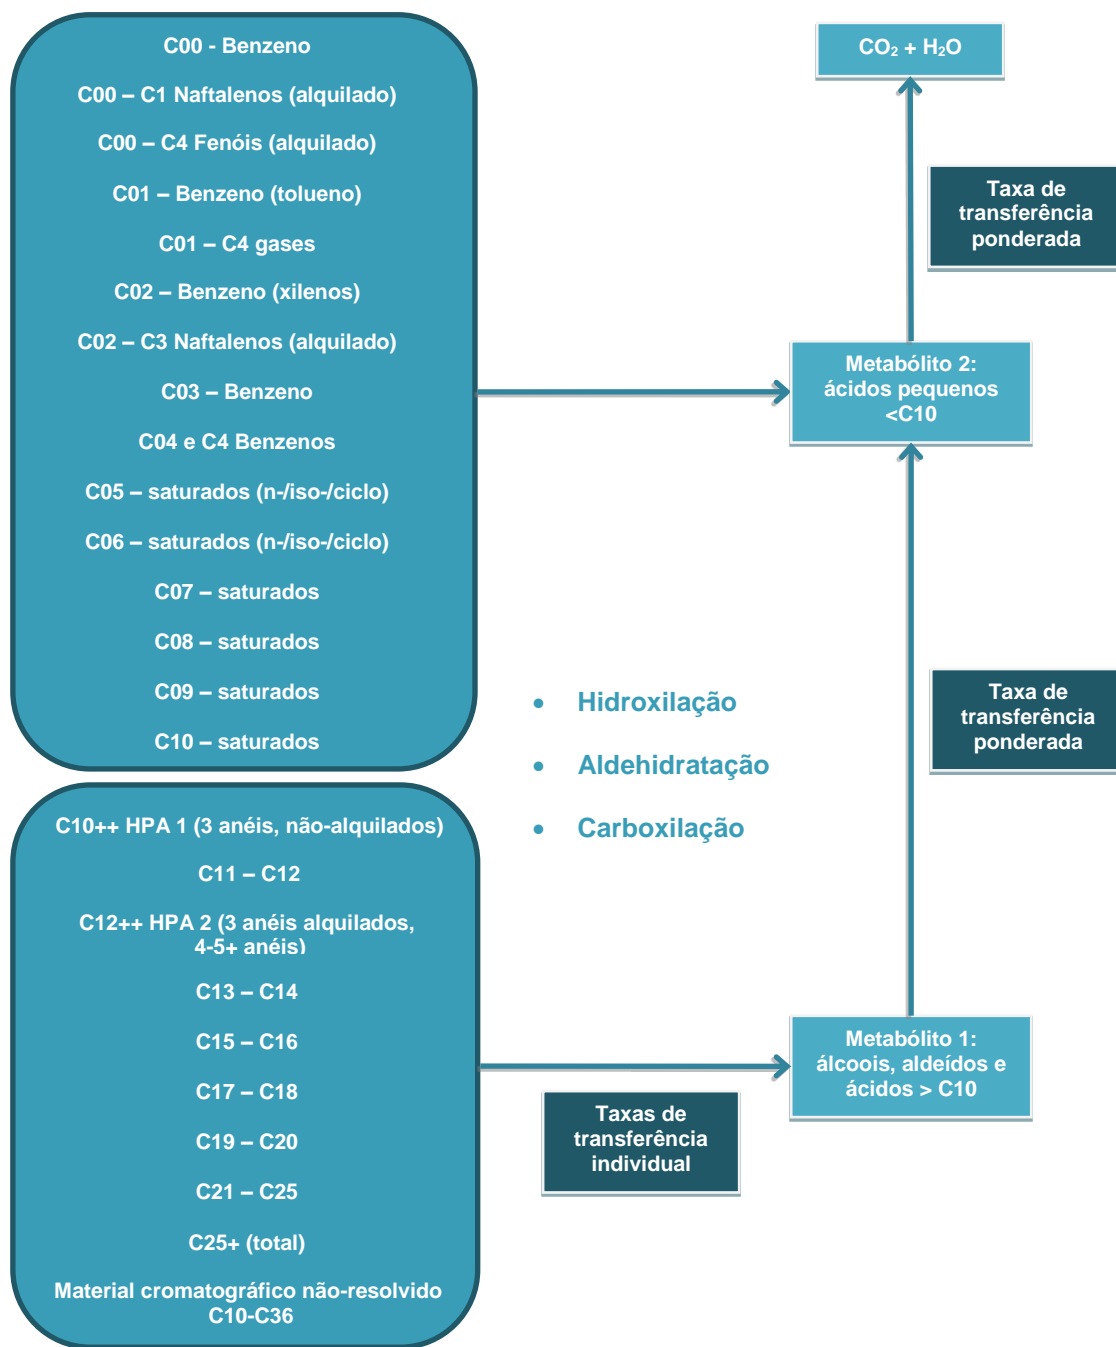 C00 - Benzeno
C00 – C1 Naftalenos (alquilado)
C00 – C4 Fenóis (alquilado)
C01 – Benzeno (tolueno)
C01 – C4 gases
C02 – Benzeno (xilenos)
C02 – C3 Naftalenos (alquilado)
C03 – Benzeno
C04 e C4 Benzenos
C05 – saturados (n-/iso-/ciclo)
C06 – saturados (n-/iso-/ciclo)
C07 – saturados
C08 – saturados
C09 – saturados
C10 – saturados
C10++ HPA 1 (3 anéis, não-alquilados)
C11 – C12
C12++ HPA 2 (3 anéis alquilados,
4-5+ anéis)
C13 – C14
C15 – C16
C17 – C18
C19 – C20
C21 – C25
C25+ (total)
Material cromatográfico não-resolvido
C10-C36
• Hidroxilação
• Aldehidratação
• Carboxilação
Taxas de
transferência
individual
CO₂ + H₂O
Taxa de
transferência
ponderada
Metabólito 2:
ácidos pequenos
<C10
Taxa de
transferência
ponderada
Metabólito 1:
álcoois, aldeídos e
ácidos > C10